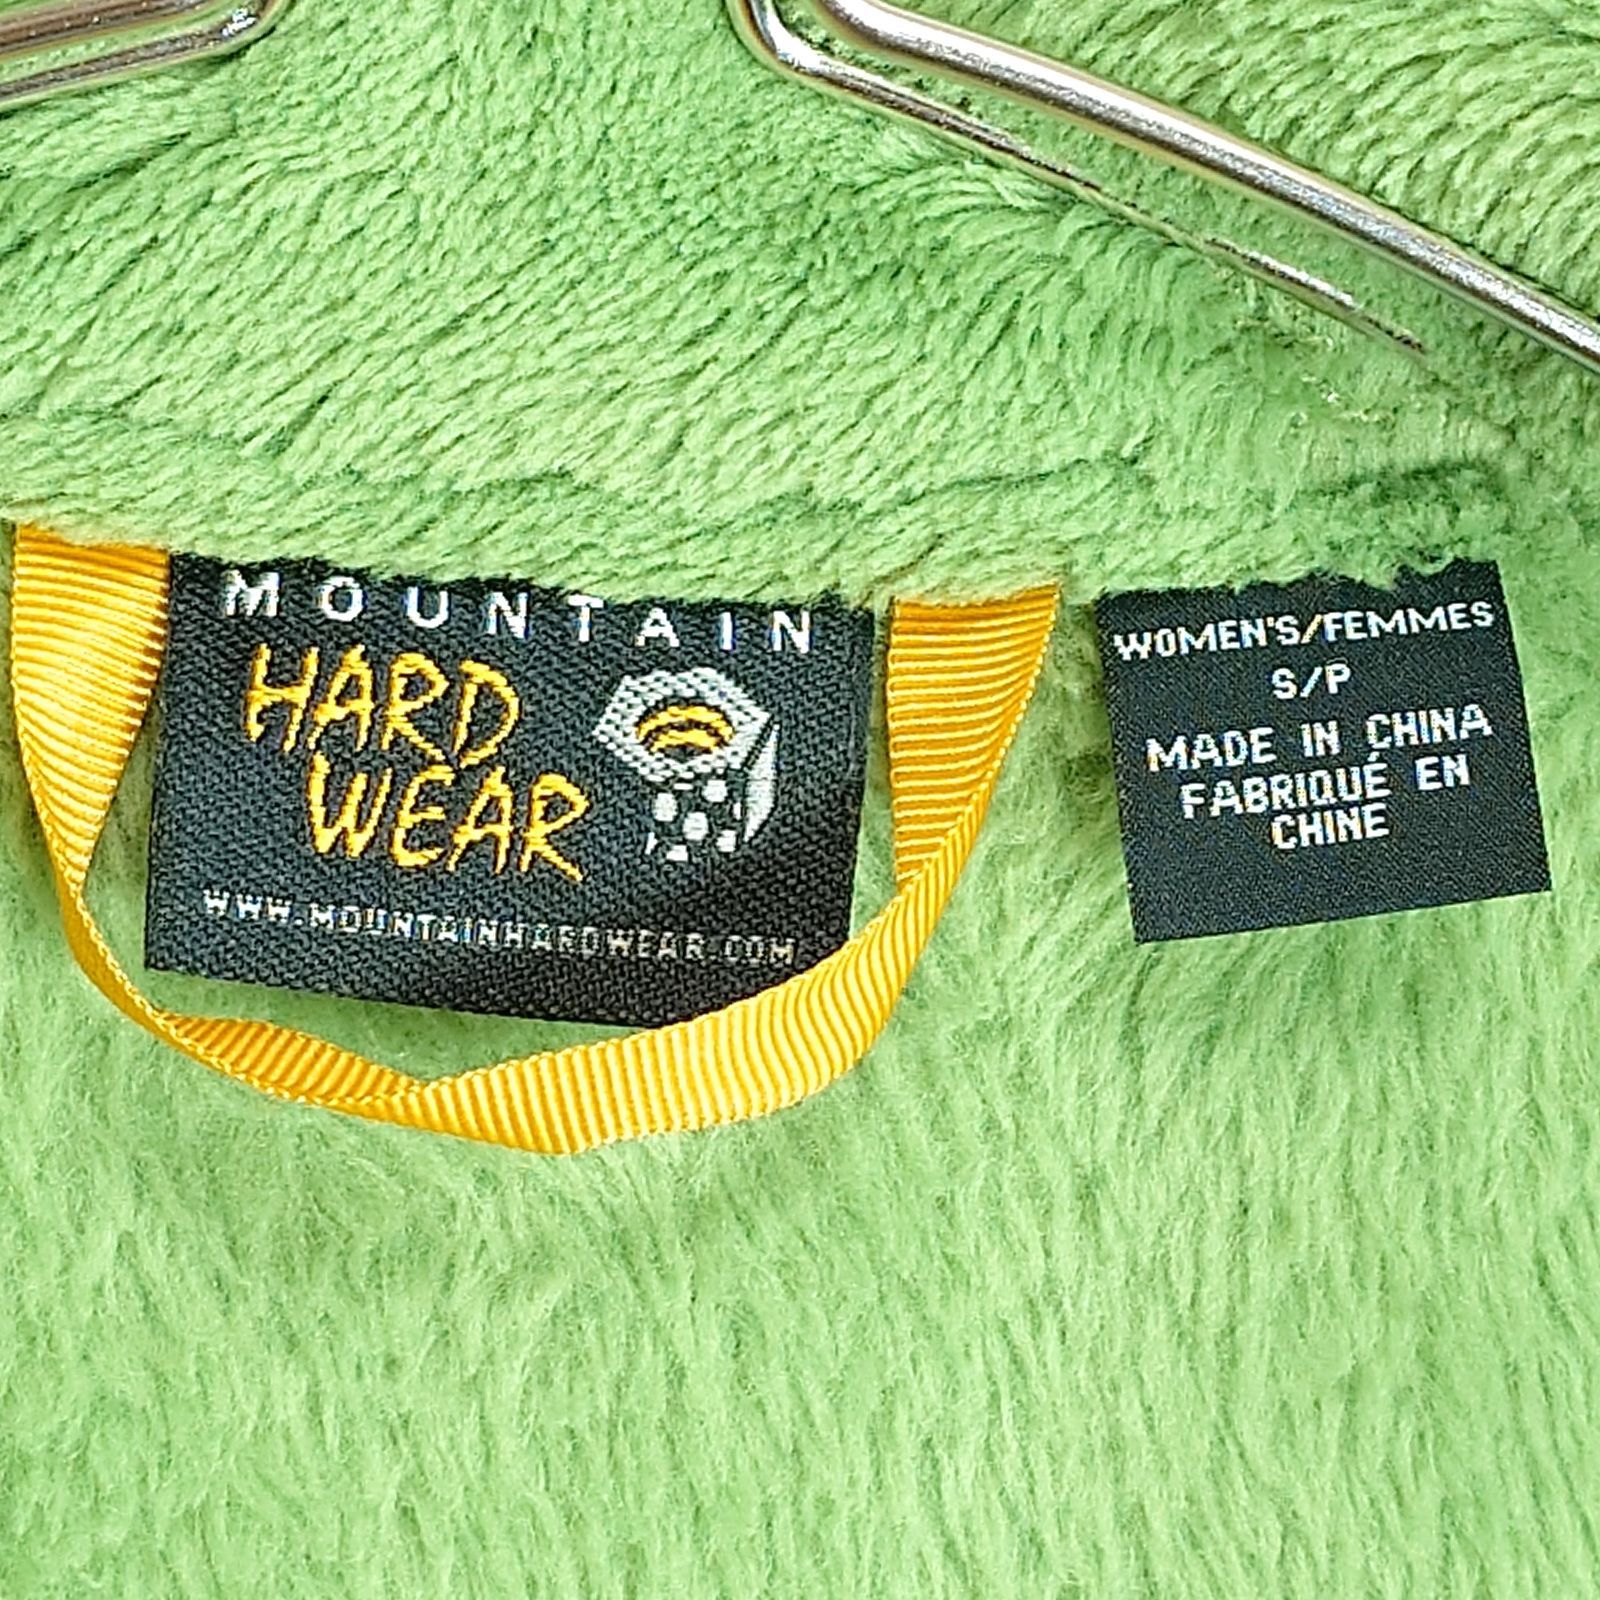 MOUNTAIN
HARD
WEAR
WWW.MOUNTAINHARDWEAR.COM
WOMEN'S/FEMMES
S/P
MADE IN CHINA
FABRIQUÉ EN
CHINE